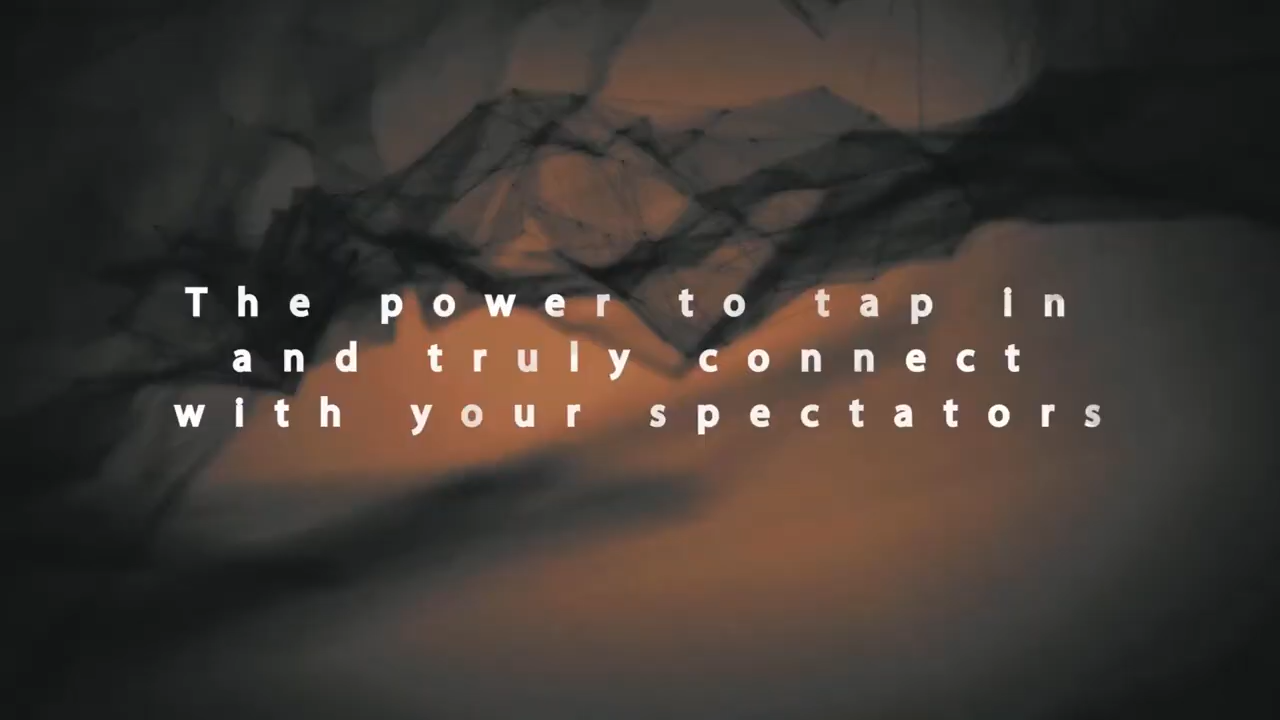 The power to tap in
and truly connect
with your spectators